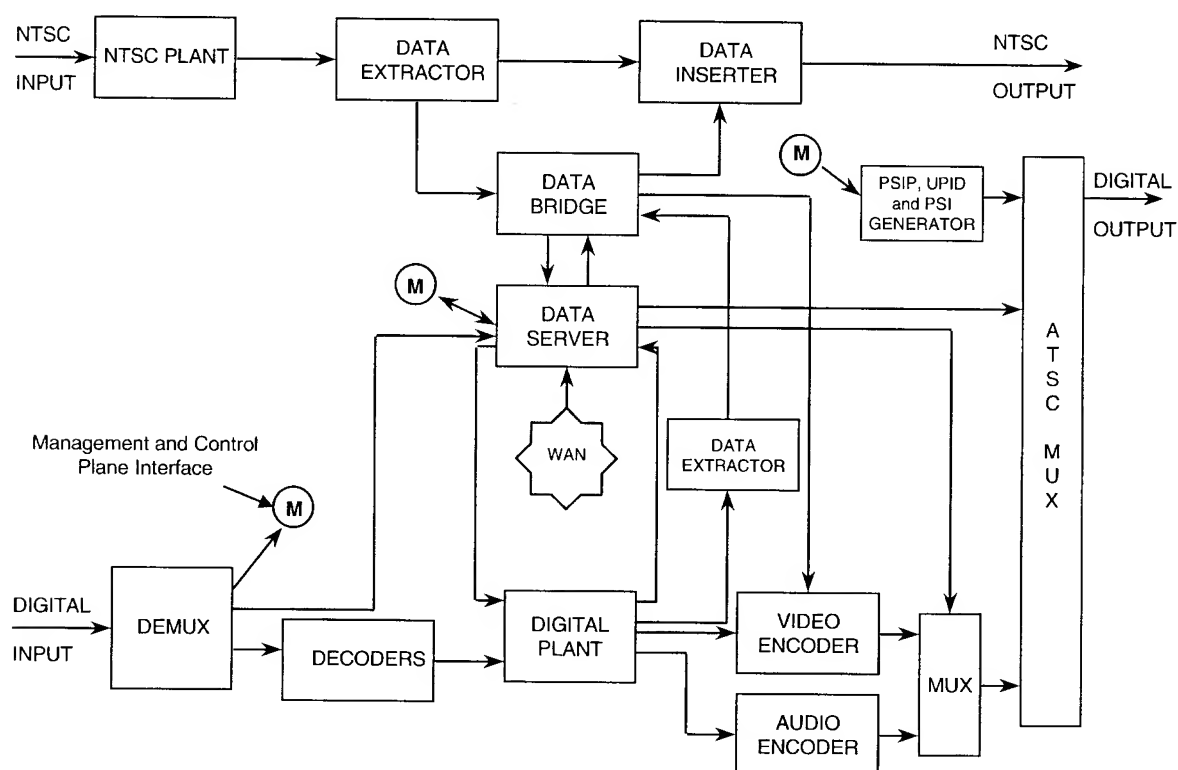 NTSC
INPUT
NTSC PLANT
DATA
EXTRACTOR
DATA
INSERTER
NTSC
OUTPUT
DATA
BRIDGE
M
PSIP, UPID
and PSI
GENERATOR
DIGITAL
OUTPUT
M
DATA
SERVER
ATSC MUX
WAN
DATA
EXTRACTOR
Management and Control
Plane Interface
M
DIGITAL
INPUT
DEMUX
DECODERS
DIGITAL
PLANT
VIDEO
ENCODER
MUX
AUDIO
ENCODER